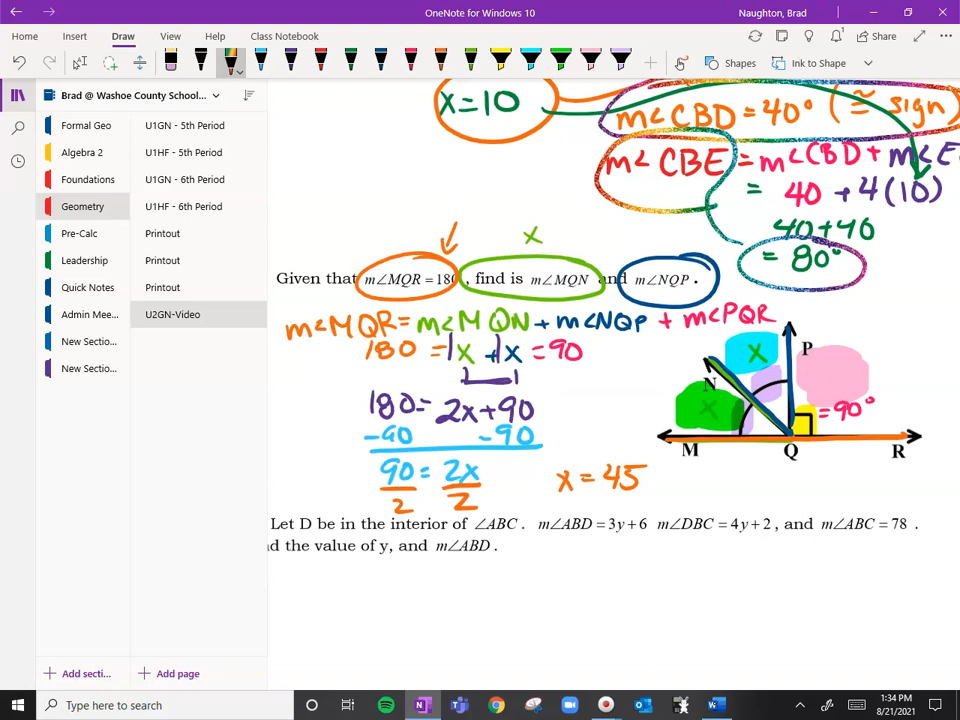 OneNote for Windows 10
Naughton, Brad
Home Insert Draw View Help Class Notebook
Share
Shapes Ink to Shape
Brad @ Washoe County School...
Formal Geo
Algebra 2
Foundations
Geometry
Pre-Calc
Leadership
Quick Notes
Admin Mee...
New Sectio...
New Sectio...
U1GN - 5th Period
U1HF - 5th Period
U1GN - 6th Period
U1HF - 6th Period
Printout
Printout
Printout
U2GN-Video
Add secti...
Add page
x=10
m∠CBD=40° (≅ sign)
m∠CBE = m∠CBD + m∠E
= 40 + 4(10)
40+40
= 80°
x
Given that m∠MQR = 180, find is m∠MQN and m∠NQP.
m∠MQR = m∠MQN + m∠NQP + m∠PQR
180 = 1x + 1x = 90
180 = 2x+90
-90 -90
90 = 2x
2 2
x = 45
P
x
N
x
=90°
M Q R
Let D be in the interior of ∠ABC. m∠ABD = 3y+6 m∠DBC = 4y+2, and m∠ABC = 78.
d the value of y, and m∠ABD.
Type here to search
1:34 PM
8/21/2021